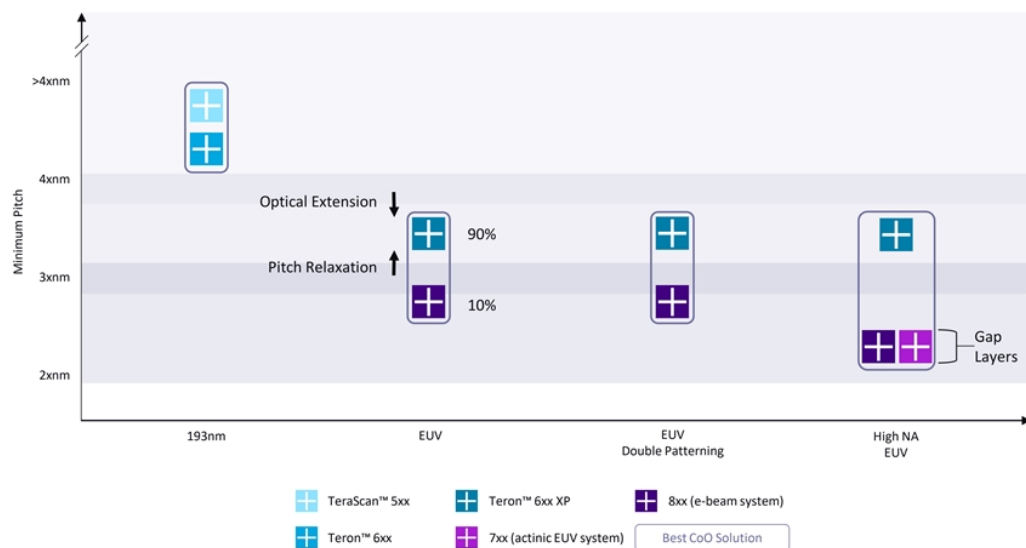 >4xnm
4xnm
3xnm
2xnm
Minimum Pitch
Optical Extension
Pitch Relaxation
90%
10%
Gap
Layers
193nm
EUV
EUV
Double Patterning
High NA
EUV
TeraScan™ 5xx
Teron™ 6xx XP
8xx (e-beam system)
Teron™ 6xx
7xx (actinic EUV system)
Best CoO Solution